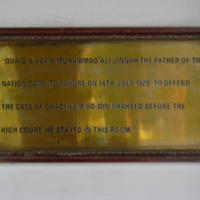 "QUAID-E-AZAM MUHAMMAD ALI JINNAH THE FATHER OF TH
NATION CAME TO LAHORE ON 14TH JULY 1929 TO DEFEND
THE CASE OF GHAZI ILAM-UD-DIN SHAHEED BEFORE THE
HIGH COURT. HE STAYED IN THIS ROOM